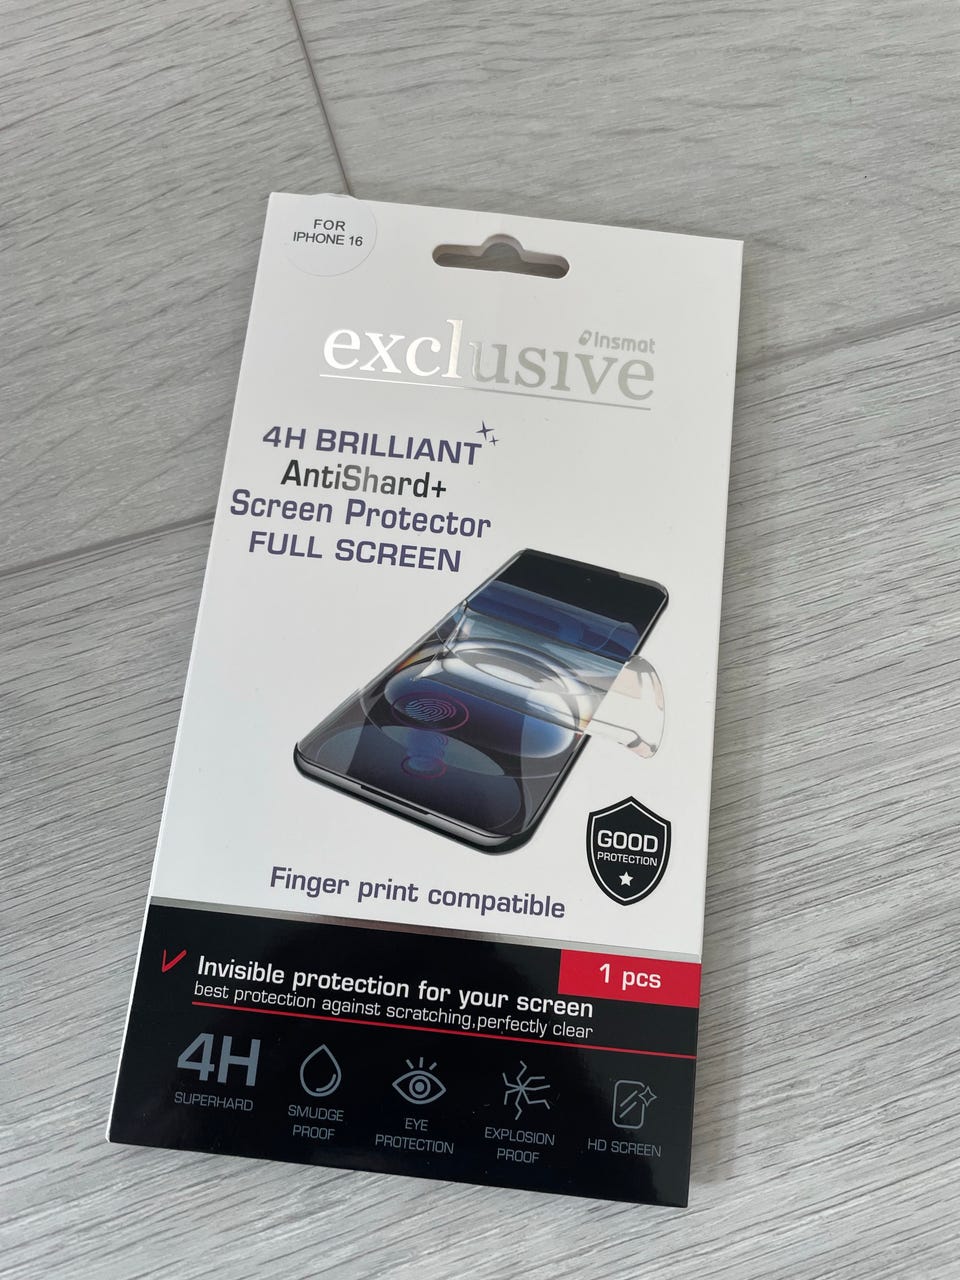 FOR
IPHONE 16
insmat
exclusive
4H BRILLIANT
AntiShard+
Screen Protector
FULL SCREEN
GOOD
PROTECTION
Finger print compatible
1 pcs
Invisible protection for your screen
best protection against scratching,perfectly clear
4H
SUPERHARD
SMUDGE
PROOF
EYE
PROTECTION
EXPLOSION
PROOF
HD SCREEN